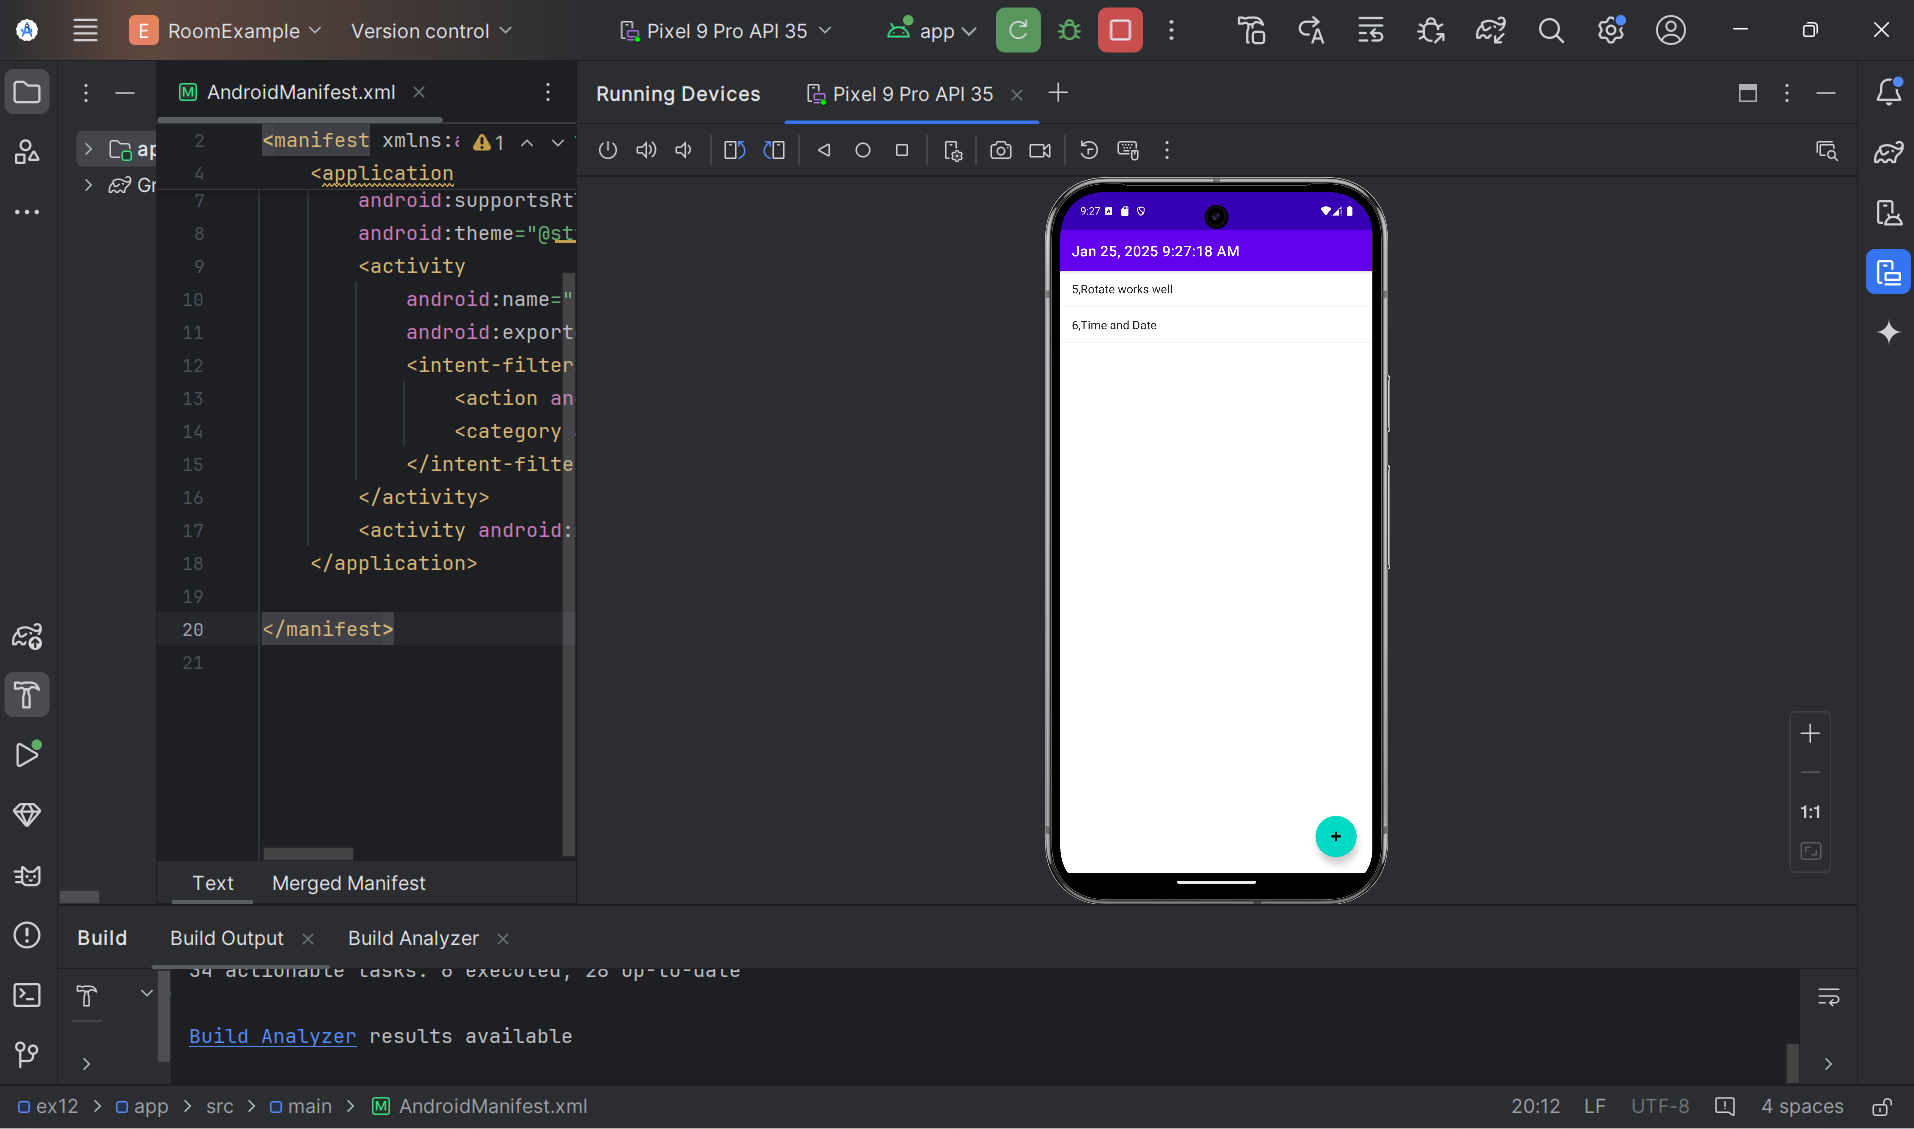 E RoomExample Version control Pixel 9 Pro API 35 app
AndroidManifest.xml
Running Devices Pixel 9 Pro API 35
ap
Gr
2 <manifest xmlns:a 1
4 <application
7 android:supportsRt
8 android:theme="@st
9 <activity
10 android:name="
11 android:export
12 <intent-filter
13 <action an
14 <category
15 </intent-filte
16 </activity>
17 <activity android:
18 </application>
19
20 </manifest>
21
Text Merged Manifest
9:27
Jan 25, 2025 9:27:18 AM
5,Rotate works well
6,Time and Date
+
1:1
Build Build Output Build Analyzer
34 actionable tasks: 6 executed, 28 up-to-date
Build Analyzer results available
ex12 > app > src > main > M AndroidManifest.xml
20:12 LF UTF-8 4 spaces